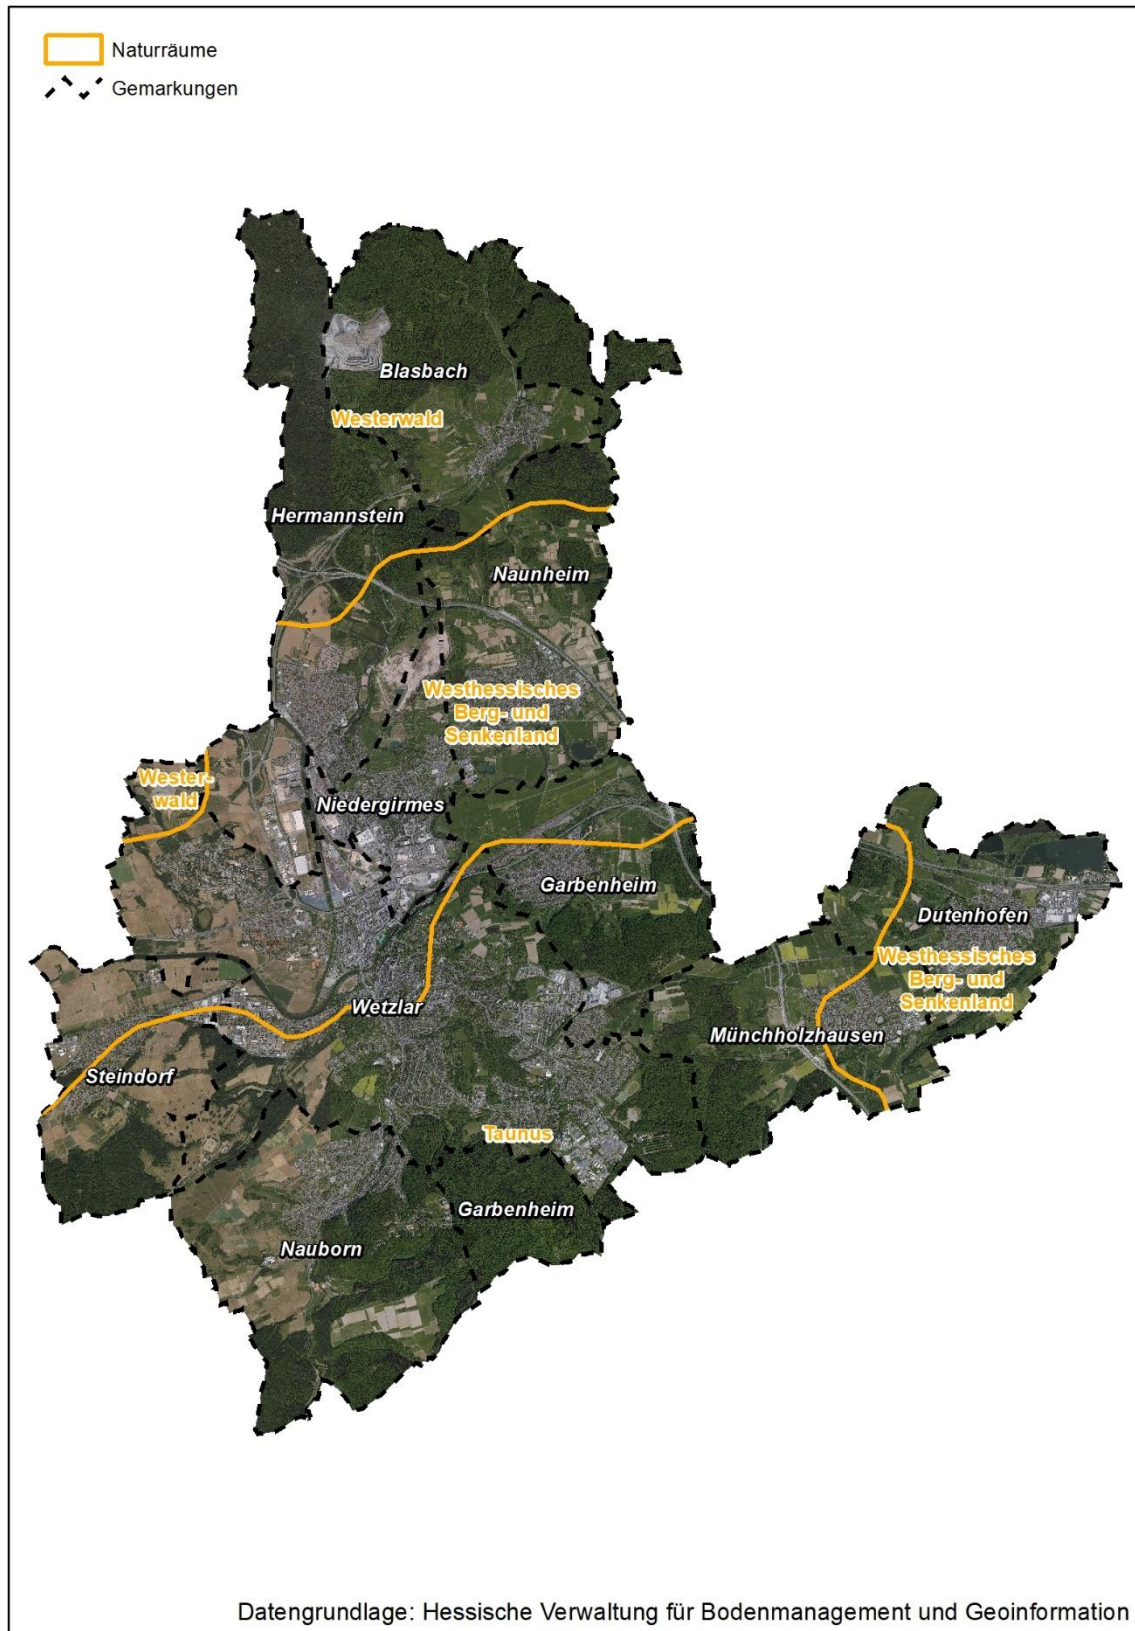 Naturräume
Gemarkungen
Blasbach
Westerwald
Hermannstein
Naunheim
Westhessisches
Berg- und
Senkenland
Wester-
wald
Niedergirmes
Garbenheim
Dutenhofen
Westhessisches
Berg- und
Senkenland
Wetzlar
Münchholzhausen
Steindorf
Taunus
Garbenheim
Nauborn
Datengrundlage: Hessische Verwaltung für Bodenmanagement und Geoinformation